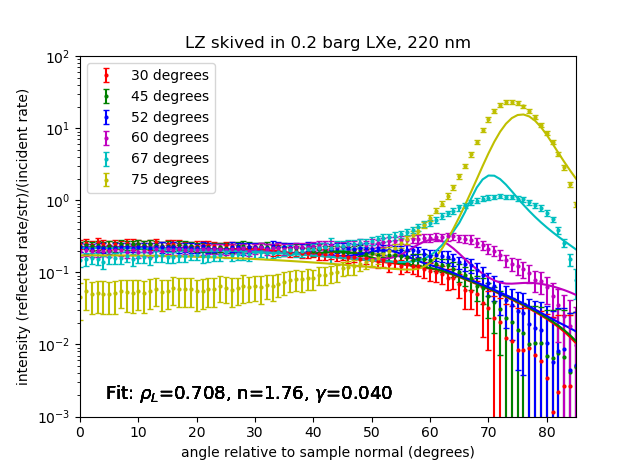 LZ skived in 0.2 barg LXe, 220 nm
10²
10¹
10⁰
10⁻¹
10⁻²
10⁻³
intensity (reflected rate/str)/(incident rate)
30 degrees
45 degrees
52 degrees
60 degrees
67 degrees
75 degrees
Fit: ρ_L=0.708, n=1.76, γ=0.040
0 10 20 30 40 50 60 70 80
angle relative to sample normal (degrees)